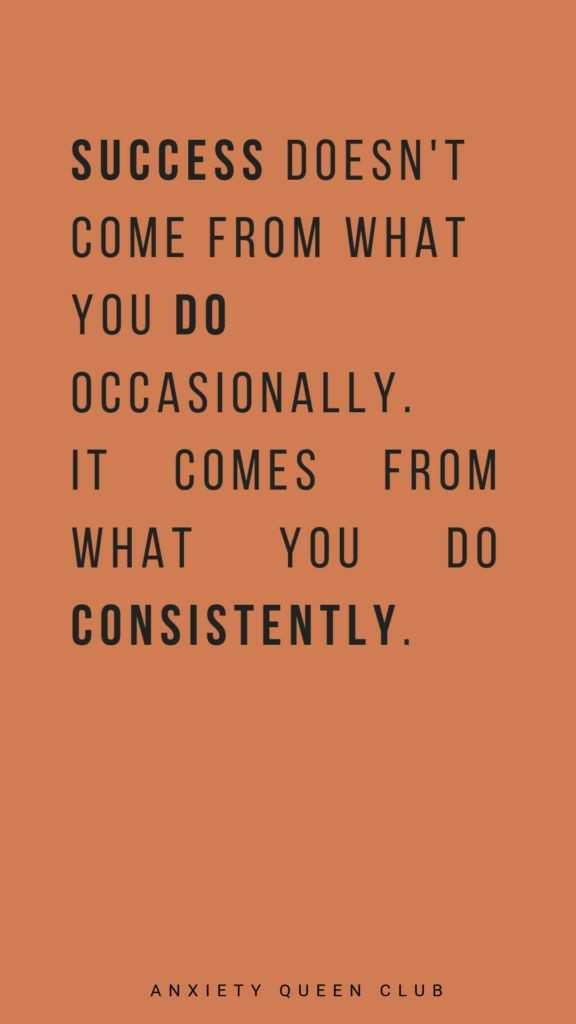 SUCCESS DOESN'T
COME FROM WHAT
YOU DO
OCCASIONALLY.
IT COMES FROM
WHAT YOU DO
CONSISTENTLY.
ANXIETY QUEEN CLUB